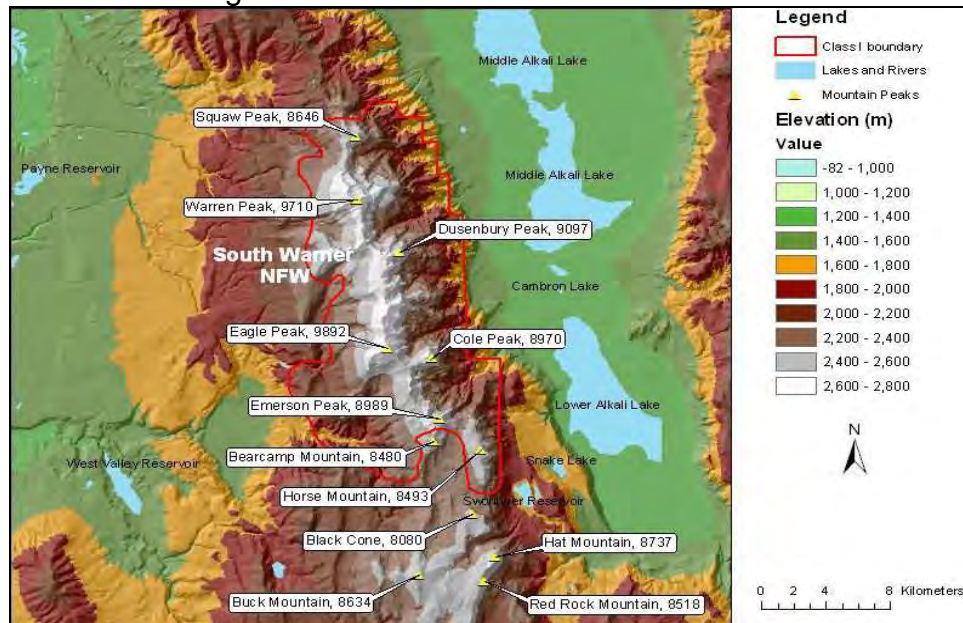 Middle Alkali Lake
Squaw Peak, 8646
Payne Reservoir
Middle Alkali Lake
Warren Peak, 9710
Dusenbury Peak, 9097
South Warner
NFW
Cambron Lake
Eagle Peak, 9892
Cole Peak, 8970
Emerson Peak, 8989
Lower Alkali Lake
Bearcamp Mountain, 8480
West Valley Reservoir
Snake Lake
Horse Mountain, 8493
Reservoir
Black Cone, 8080
Hat Mountain, 8737
Buck Mountain, 8634
Red Rock Mountain, 8518
Legend
Class I boundary
Lakes and Rivers
Mountain Peaks
Elevation (m)
Value
-82 - 1,000
1,000 - 1,200
1,200 - 1,400
1,400 - 1,600
1,600 - 1,800
1,800 - 2,000
2,000 - 2,200
2,200 - 2,400
2,400 - 2,600
2,600 - 2,800
N
0 2 4 8 Kilometers